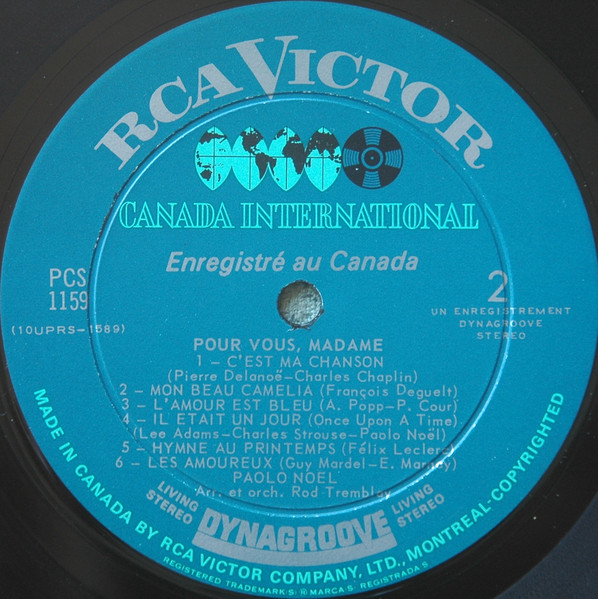 RCA VICTOR
CANADA INTERNATIONAL
Enregistré au Canada
PCS
1159
(10UPRS-1589)
2
UN ENREGISTREMENT
DYNAGROOVE
STEREO
POUR VOUS, MADAME
1 – C'EST MA CHANSON
(Pierre Delanoë–Charles Chaplin)
2 – MON BEAU CAMELIA (François Deguelt)
3 – L'AMOUR EST BLEU (A. Popp–P. Cour)
4 – IL ETAIT UN JOUR (Once Upon A Time)
(Lee Adams–Charles Strouse–Paolo Noël)
5 – HYMNE AU PRINTEMPS (Félix Leclerc)
6 – LES AMOUREUX (Guy Mardel–E. Marnay)
PAOLO NOEL
Arr. et orch. Rod Tremblay
LIVING
STEREO
DYNAGROOVE
LIVING
STEREO
MADE IN CANADA BY RCA VICTOR COMPANY, LTD., MONTREAL-COPYRIGHTED
REGISTERED TRADEMARK(S) ® MARCA(S) REGISTRADA(S)